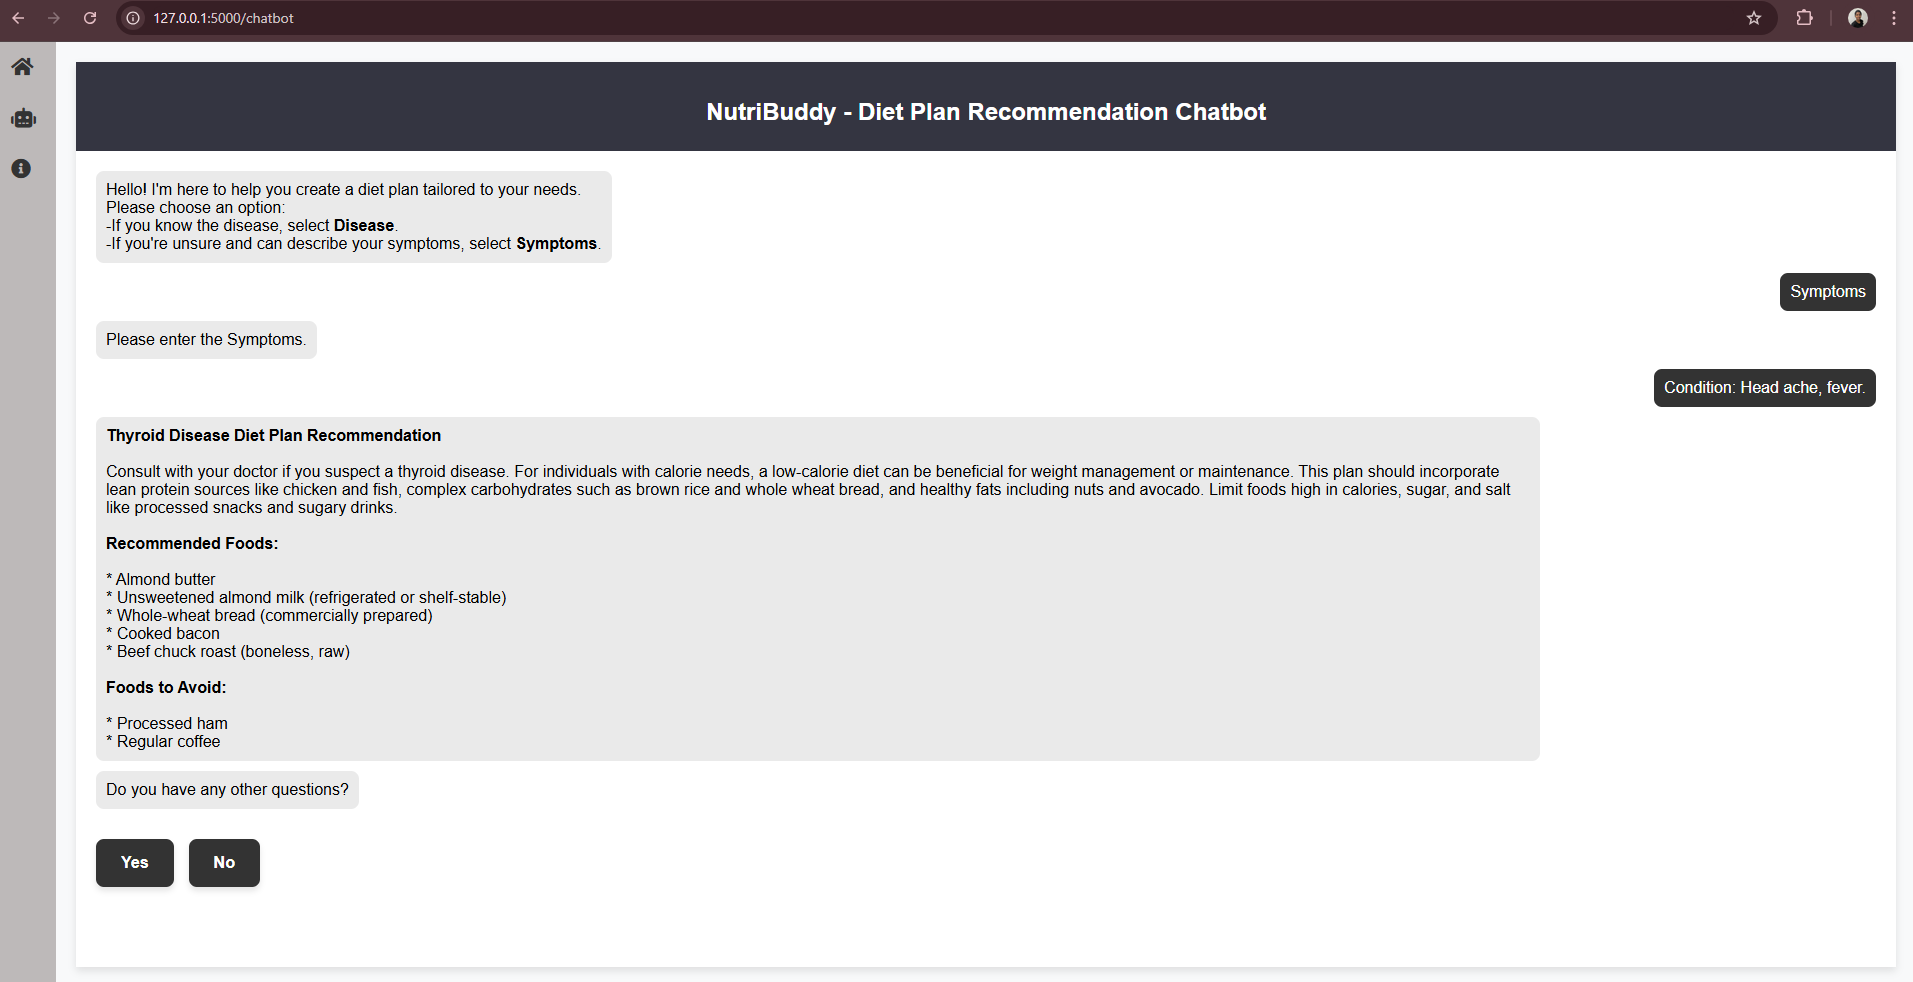 127.0.0.1:5000/chatbot
NutriBuddy - Diet Plan Recommendation Chatbot
Hello! I'm here to help you create a diet plan tailored to your needs.
Please choose an option:
-If you know the disease, select Disease.
-If you're unsure and can describe your symptoms, select Symptoms.
Symptoms
Please enter the Symptoms.
Condition: Head ache, fever.
Thyroid Disease Diet Plan Recommendation
Consult with your doctor if you suspect a thyroid disease. For individuals with calorie needs, a low-calorie diet can be beneficial for weight management or maintenance. This plan should incorporate
lean protein sources like chicken and fish, complex carbohydrates such as brown rice and whole wheat bread, and healthy fats including nuts and avocado. Limit foods high in calories, sugar, and salt
like processed snacks and sugary drinks.
Recommended Foods:
* Almond butter
* Unsweetened almond milk (refrigerated or shelf-stable)
* Whole-wheat bread (commercially prepared)
* Cooked bacon
* Beef chuck roast (boneless, raw)
Foods to Avoid:
* Processed ham
* Regular coffee
Do you have any other questions?
Yes No